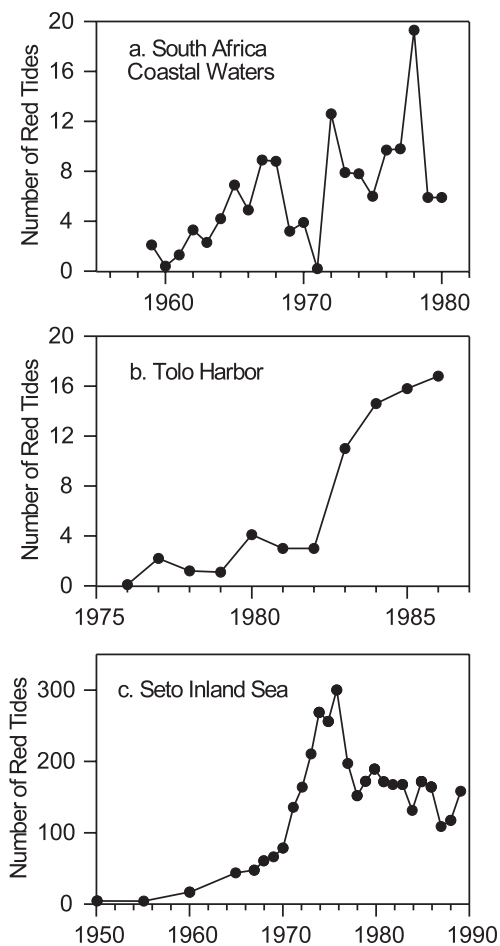 20
16
12
8
4
0
Number of Red Tides
a. South Africa
Coastal Waters
1960 1970 1980
20
16
12
8
4
0
Number of Red Tides
b. Tolo Harbor
1975 1980 1985
300
200
100
0
Number of Red Tides
c. Seto Inland Sea
1950 1960 1970 1980 1990